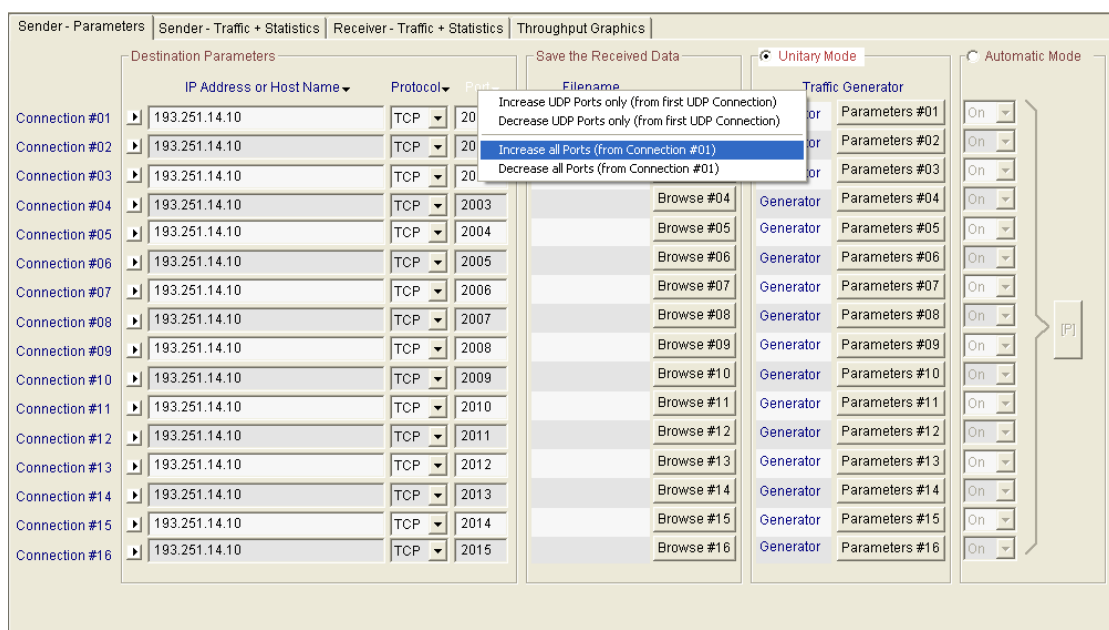 Sender - Parameters Sender - Traffic + Statistics Receiver - Traffic + Statistics Throughput Graphics
Destination Parameters Save the Received Data Unitary Mode Automatic Mode
IP Address or Host Name Protocol Port Filename Traffic Generator
Increase UDP Ports only (from first UDP Connection)
Decrease UDP Ports only (from first UDP Connection)
Increase all Ports (from Connection #01)
Decrease all Ports (from Connection #01)
Connection #01 193.251.14.10 TCP 20 or Parameters #01 On
Connection #02 193.251.14.10 TCP 20 or Parameters #02 On
Connection #03 193.251.14.10 TCP 20 or Parameters #03 On
Connection #04 193.251.14.10 TCP 2003 Browse #04 Generator Parameters #04 On
Connection #05 193.251.14.10 TCP 2004 Browse #05 Generator Parameters #05 On
Connection #06 193.251.14.10 TCP 2005 Browse #06 Generator Parameters #06 On
Connection #07 193.251.14.10 TCP 2006 Browse #07 Generator Parameters #07 On
Connection #08 193.251.14.10 TCP 2007 Browse #08 Generator Parameters #08 On
[P]
Connection #09 193.251.14.10 TCP 2008 Browse #09 Generator Parameters #09 On
Connection #10 193.251.14.10 TCP 2009 Browse #10 Generator Parameters #10 On
Connection #11 193.251.14.10 TCP 2010 Browse #11 Generator Parameters #11 On
Connection #12 193.251.14.10 TCP 2011 Browse #12 Generator Parameters #12 On
Connection #13 193.251.14.10 TCP 2012 Browse #13 Generator Parameters #13 On
Connection #14 193.251.14.10 TCP 2013 Browse #14 Generator Parameters #14 On
Connection #15 193.251.14.10 TCP 2014 Browse #15 Generator Parameters #15 On
Connection #16 193.251.14.10 TCP 2015 Browse #16 Generator Parameters #16 On